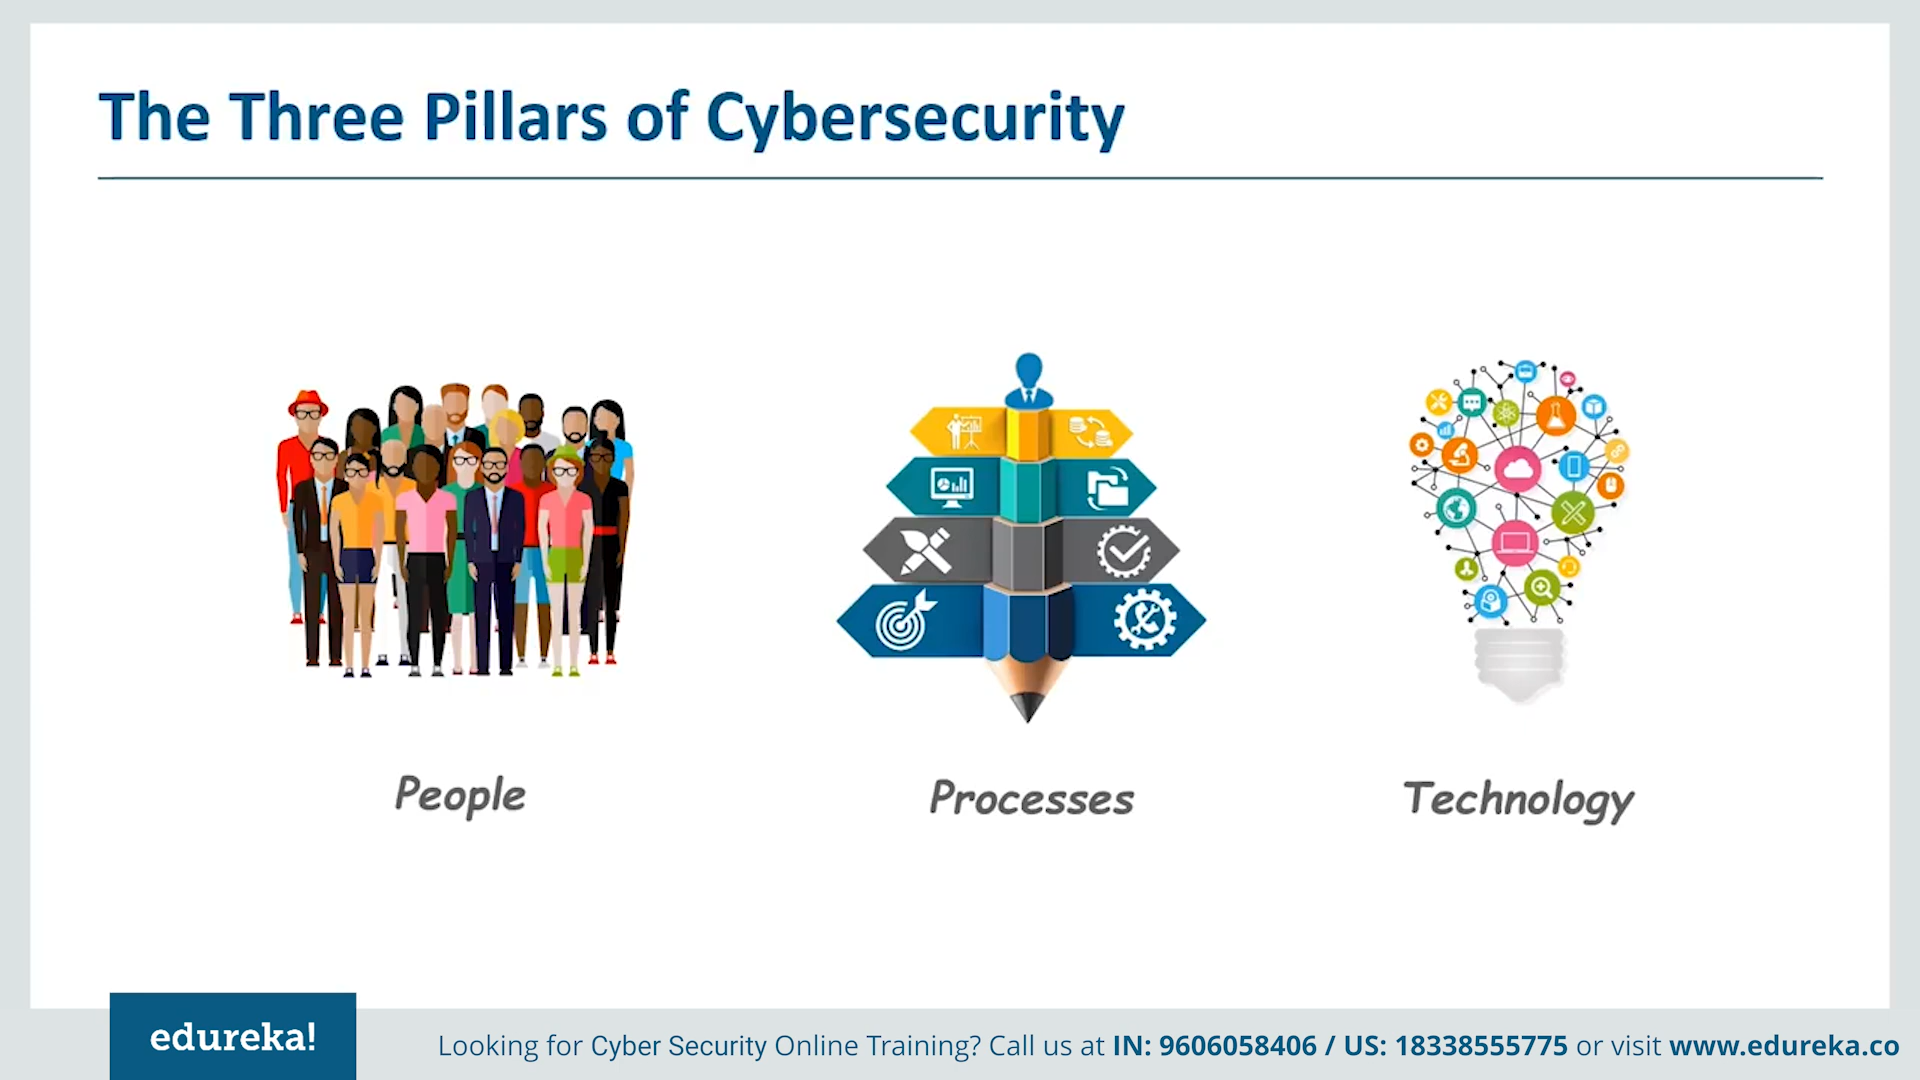 The Three Pillars of Cybersecurity
People
Processes
Technology
edureka!
Looking for Cyber Security Online Training? Call us at IN: 9606058406 / US: 18338555775 or visit www.edureka.co